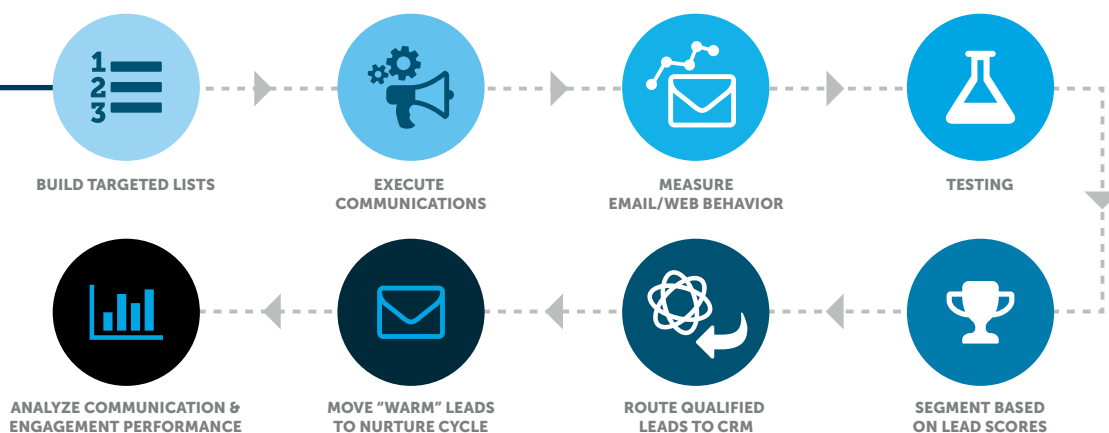 1
2
3
BUILD TARGETED LISTS
EXECUTE
COMMUNICATIONS
MEASURE
EMAIL/WEB BEHAVIOR
TESTING
ANALYZE COMMUNICATION &
ENGAGEMENT PERFORMANCE
MOVE “WARM” LEADS
TO NURTURE CYCLE
ROUTE QUALIFIED
LEADS TO CRM
SEGMENT BASED
ON LEAD SCORES